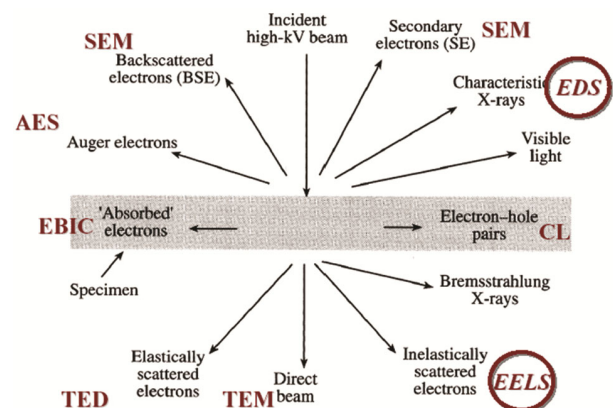 SEM
Backscattered
electrons (BSE)
Incident
high-kV beam
Secondary
electrons (SE)
SEM
Characteristic
X-rays
EDS
AES
Auger electrons
Visible
light
EBIC
'Absorbed'
electrons
Electron–hole
pairs
CL
Specimen
Bremsstrahlung
X-rays
Elastically
scattered
electrons
TED
TEM
Direct
beam
Inelastically
scattered
electrons
EELS